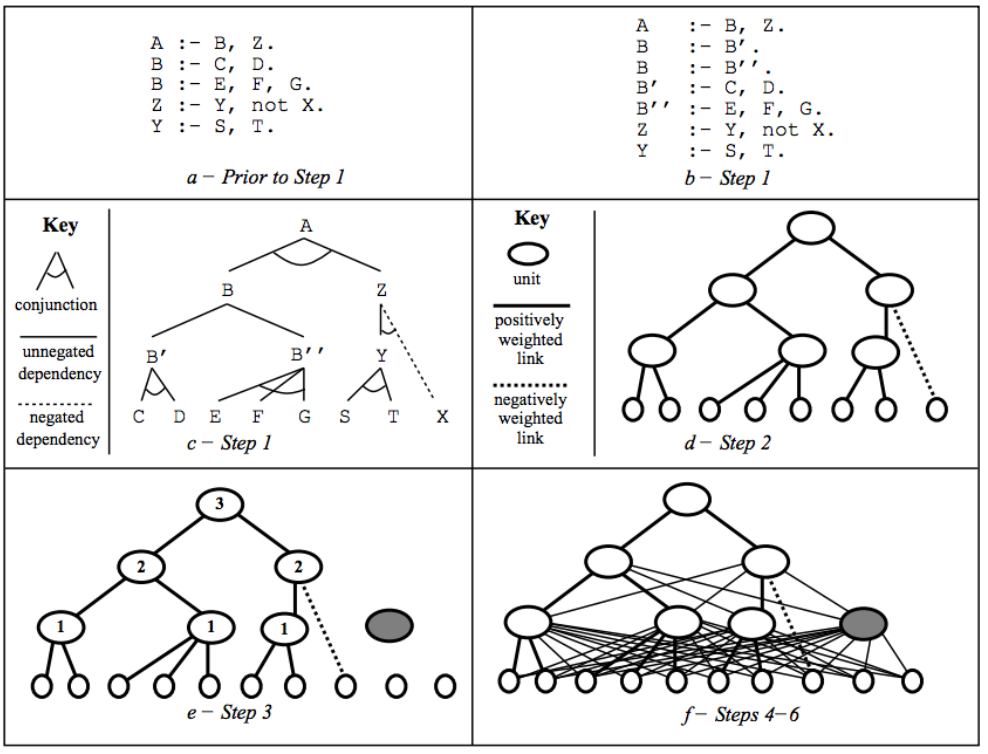 A :- B, Z.
B :- C, D.
B :- E, F, G.
Z :- Y, not X.
Y :- S, T.
a – Prior to Step 1
A :- B, Z.
B :- B′.
B :- B′′.
B′ :- C, D.
B′′ :- E, F, G.
Z :- Y, not X.
Y :- S, T.
b – Step 1
Key
conjunction
unnegated
dependency
negated
dependency
A
B Z
B′ B′′ Y
C D E F G S T X
c – Step 1
Key
unit
positively
weighted
link
negatively
weighted
link
d – Step 2
3
2 2
1 1 1
e – Step 3
f – Steps 4–6